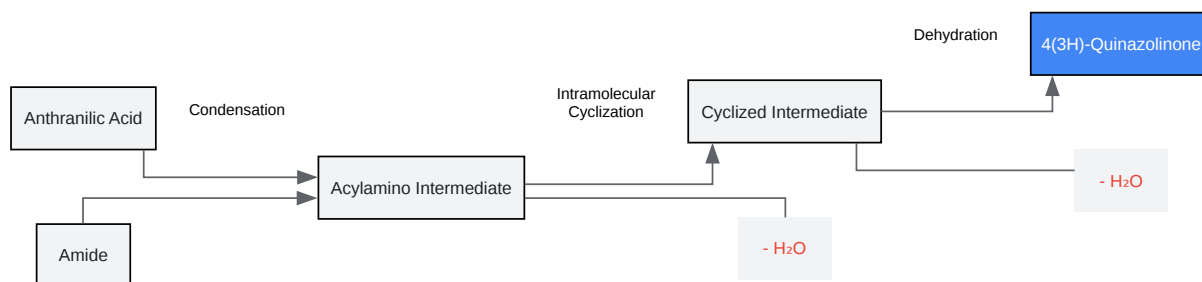 Dehydration
4(3H)-Quinazolinone
Intramolecular
Cyclization
Cyclized Intermediate
Anthranilic Acid
Condensation
Acylamino Intermediate
- H₂O
- H₂O
Amide